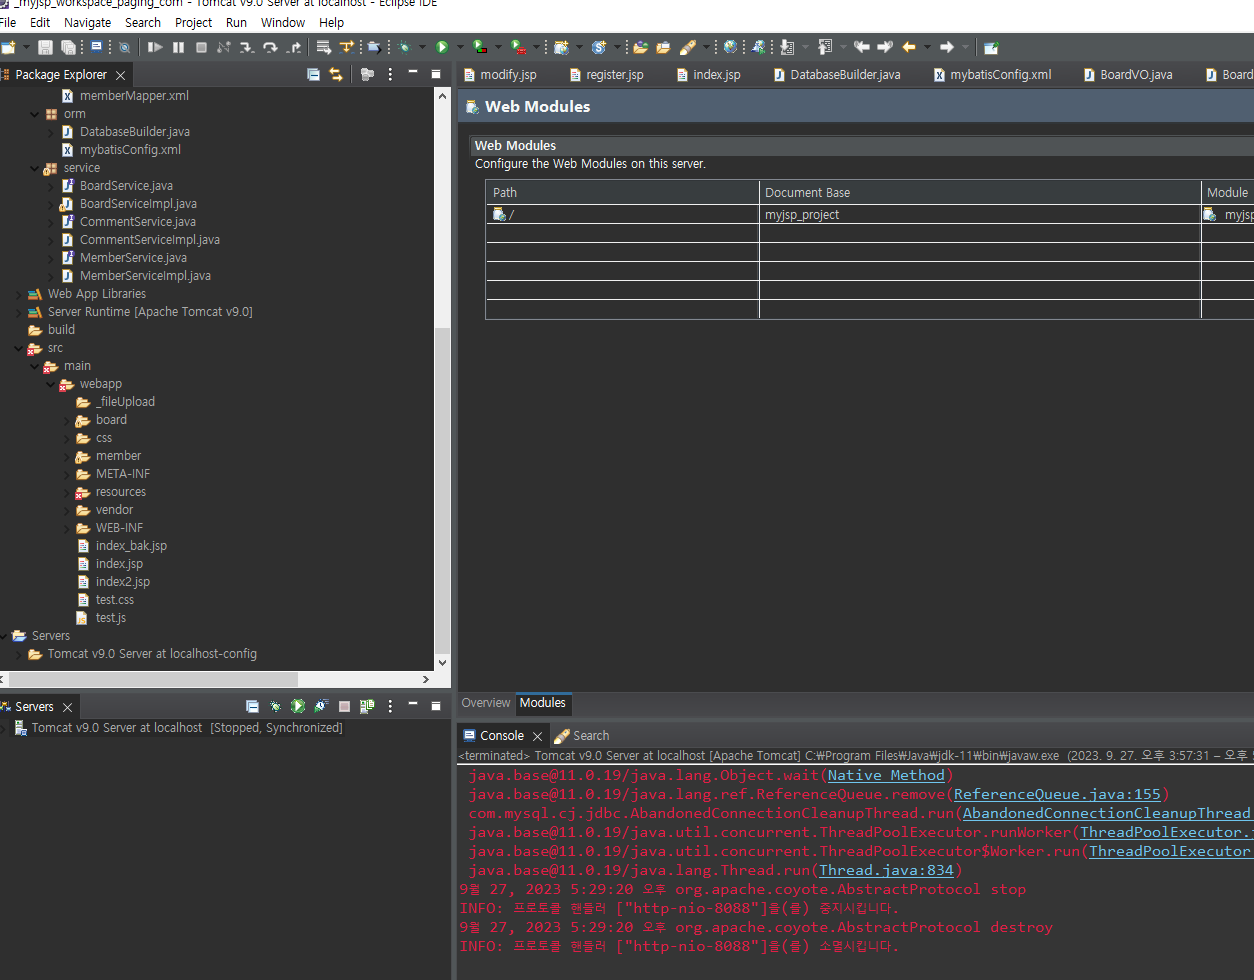 _myjsp_workspace_paging_com - Tomcat v9.0 Server at localhost - Eclipse IDE
File Edit Navigate Search Project Run Window Help
Package Explorer
modify.jsp register.jsp index.jsp DatabaseBuilder.java mybatisConfig.xml BoardVO.java Board
memberMapper.xml
orm
DatabaseBuilder.java
mybatisConfig.xml
service
BoardService.java
BoardServiceImpl.java
CommentService.java
CommentServiceImpl.java
MemberService.java
MemberServiceImpl.java
Web App Libraries
Server Runtime [Apache Tomcat v9.0]
build
src
main
webapp
_fileUpload
board
css
member
META-INF
resources
vendor
WEB-INF
index_bak.jsp
index.jsp
index2.jsp
test.css
test.js
Servers
Tomcat v9.0 Server at localhost-config
Web Modules
Web Modules
Configure the Web Modules on this server.
Path Document Base Module
/ myjsp_project myjsp
Overview Modules
Servers
Tomcat v9.0 Server at localhost [Stopped, Synchronized]
Console Search
<terminated> Tomcat v9.0 Server at localhost [Apache Tomcat] C:₩Program Files₩Java₩jdk-11₩bin₩javaw.exe (2023. 9. 27. 오후 3:57:31 – 오후
java.base@11.0.19/java.lang.Object.wait(Native Method)
java.base@11.0.19/java.lang.ref.ReferenceQueue.remove(ReferenceQueue.java:155)
com.mysql.cj.jdbc.AbandonedConnectionCleanupThread.run(AbandonedConnectionCleanupThread
java.base@11.0.19/java.util.concurrent.ThreadPoolExecutor.runWorker(ThreadPoolExecutor.
java.base@11.0.19/java.util.concurrent.ThreadPoolExecutor$Worker.run(ThreadPoolExecutor
java.base@11.0.19/java.lang.Thread.run(Thread.java:834)
9월 27, 2023 5:29:20 오후 org.apache.coyote.AbstractProtocol stop
INFO: 프로토콜 핸들러 ["http-nio-8088"]을(를) 중지시킵니다.
9월 27, 2023 5:29:20 오후 org.apache.coyote.AbstractProtocol destroy
INFO: 프로토콜 핸들러 ["http-nio-8088"]을(를) 소멸시킵니다.